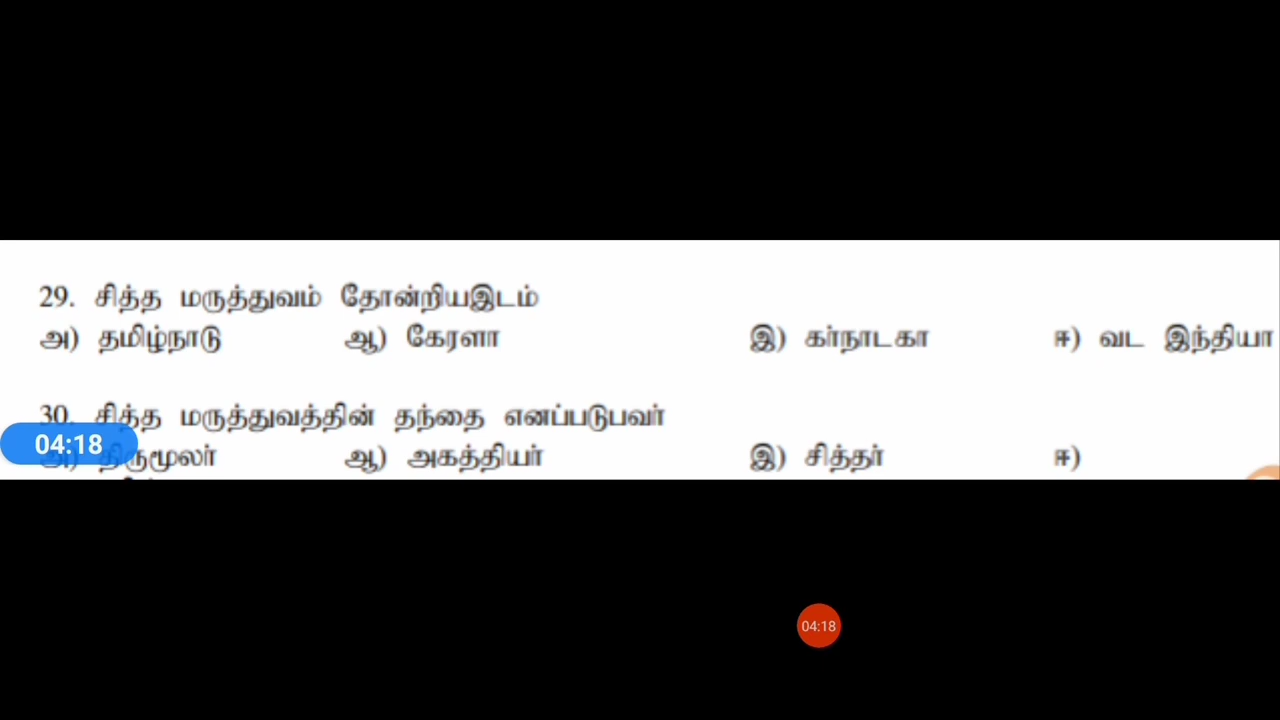 29. சித்த மருத்துவம் தோன்றியஇடம்
அ) தமிழ்நாடு ஆ) கேரளா இ) கர்நாடகா ஈ) வட இந்தியா
30. சித்த மருத்துவத்தின் தந்தை எனப்படுபவர்
04:18
அ) திருமூலர் ஆ) அகத்தியர் இ) சித்தர் ஈ)
04:18